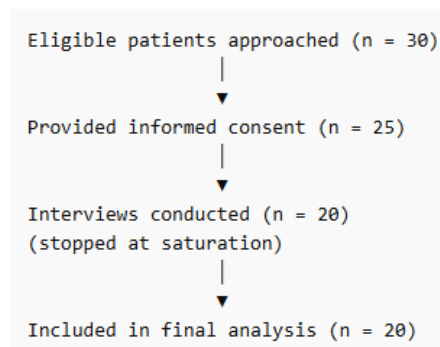 Eligible patients approached (n = 30)
│
▼
Provided informed consent (n = 25)
│
▼
Interviews conducted (n = 20)
(stopped at saturation)
│
▼
Included in final analysis (n = 20)